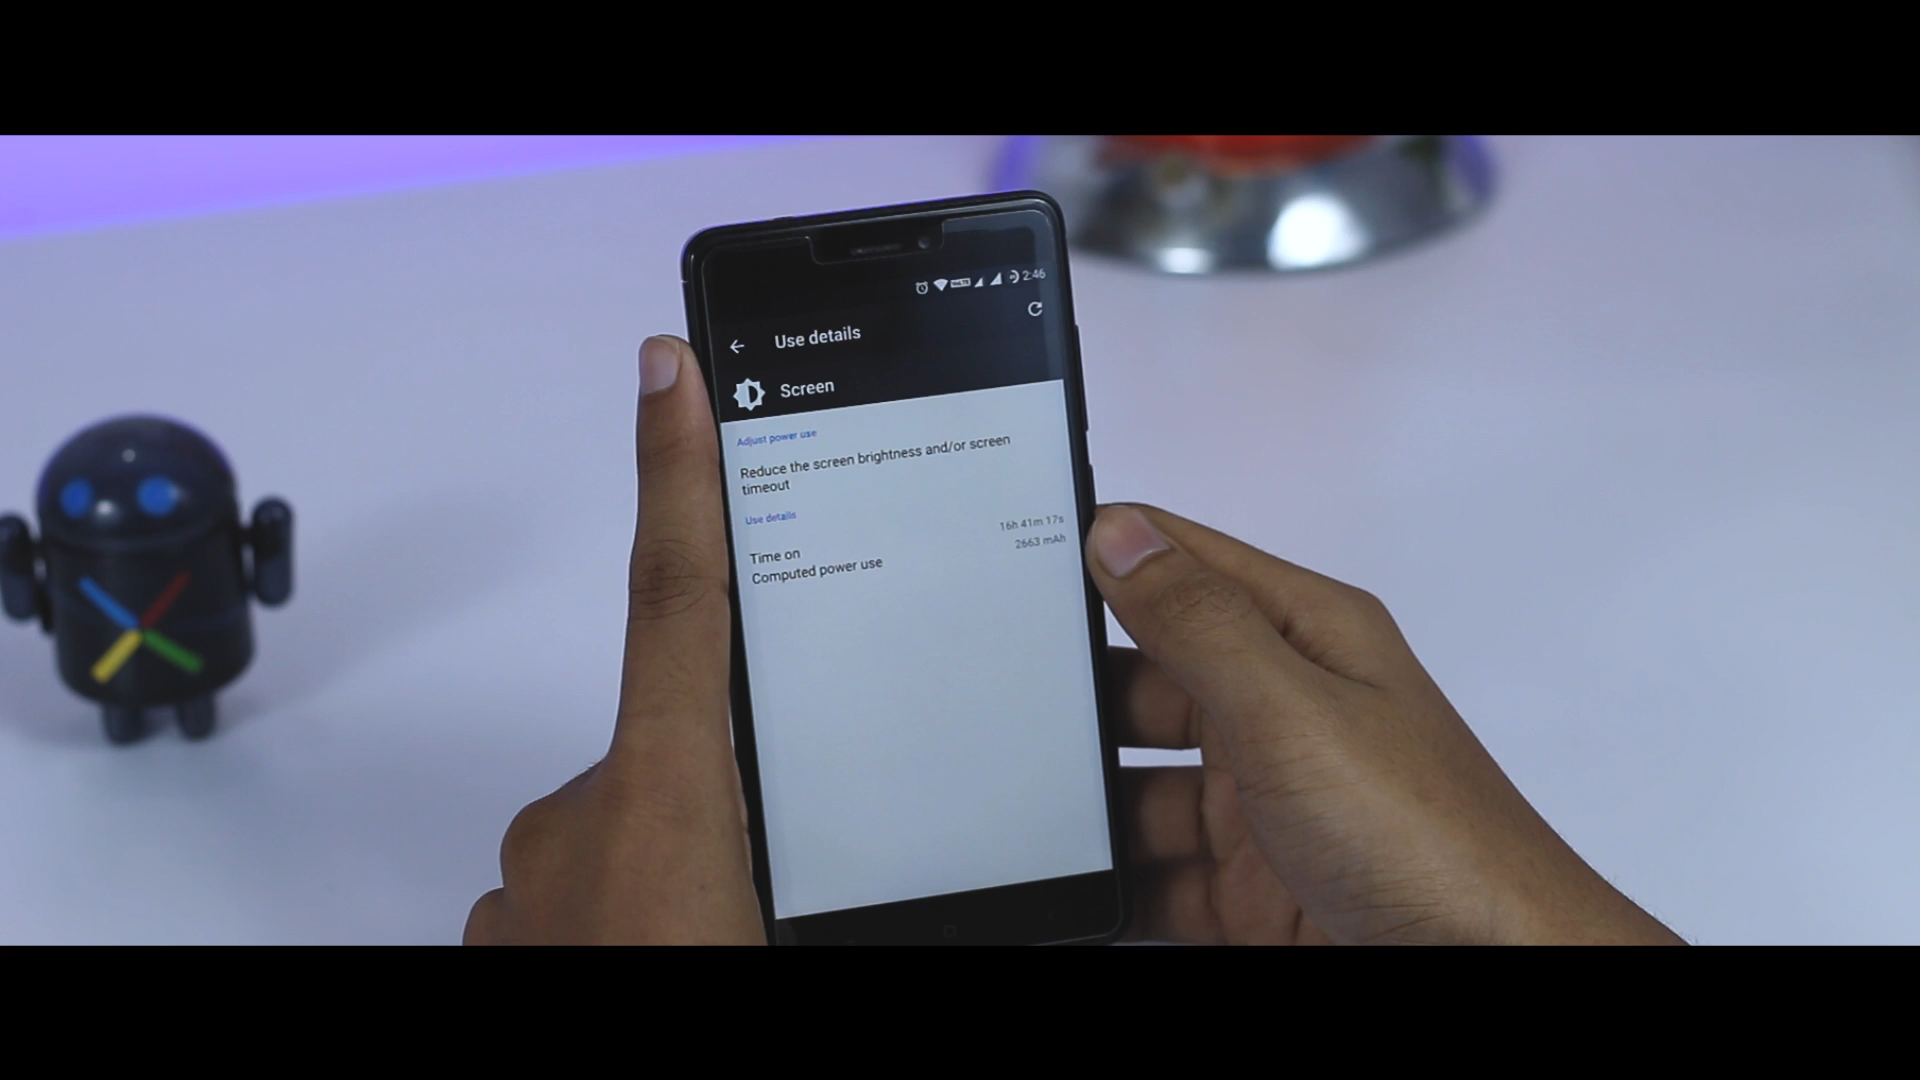 2:46
Use details
Screen
Adjust power use
Reduce the screen brightness and/or screen
timeout
Use details
Time on 16h 41m 17s
Computed power use 2663 mAh